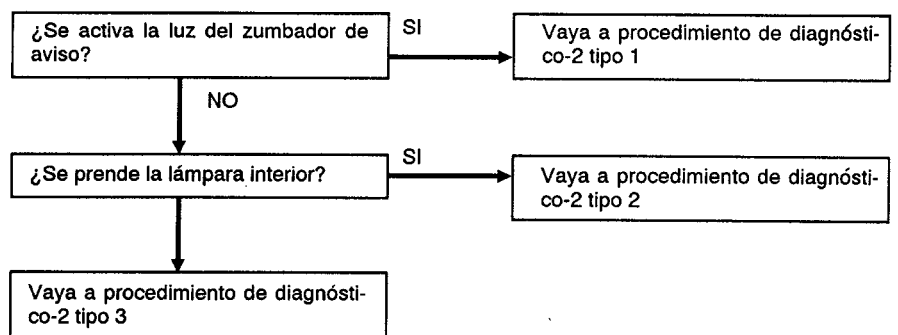 ¿Se activa la luz del zumbador de
aviso?
SI
Vaya a procedimiento de diagnósti-
co-2 tipo 1
NO
¿Se prende la lámpara interior?
SI
Vaya a procedimiento de diagnósti-
co-2 tipo 2
Vaya a procedimiento de diagnósti-
co-2 tipo 3